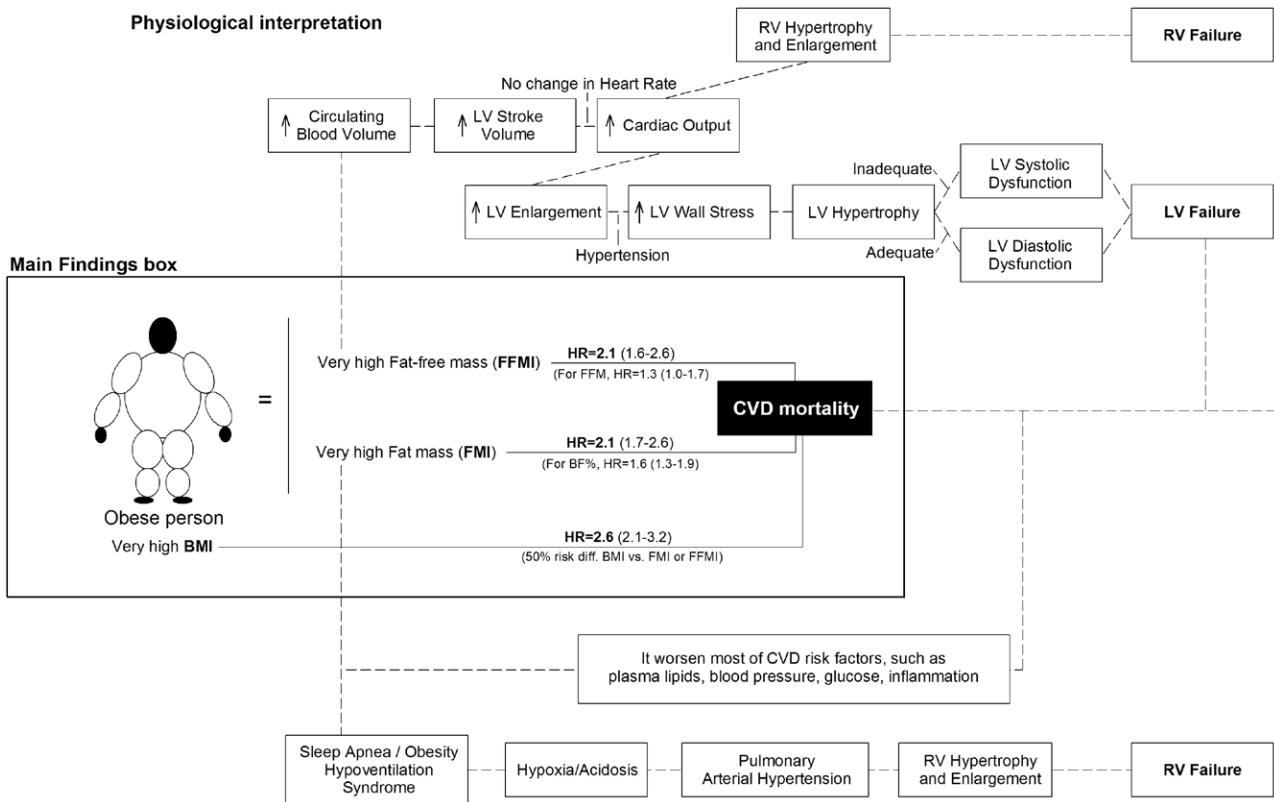 Physiological interpretation
RV Hypertrophy
and Enlargement
RV Failure
No change in Heart Rate
↑ Circulating
Blood Volume
↑ LV Stroke
Volume
↑ Cardiac Output
Inadequate
LV Systolic
Dysfunction
↑ LV Enlargement
↑ LV Wall Stress
LV Hypertrophy
LV Failure
Hypertension
Adequate
LV Diastolic
Dysfunction
Main Findings box
Very high Fat-free mass (FFMI)
HR=2.1 (1.6-2.6)
(For FFM, HR=1.3 (1.0-1.7)
=
CVD mortality
Very high Fat mass (FMI)
HR=2.1 (1.7-2.6)
(For BF%, HR=1.6 (1.3-1.9)
Obese person
Very high BMI
HR=2.6 (2.1-3.2)
(50% risk diff. BMI vs. FMI or FFMI)
It worsen most of CVD risk factors, such as
plasma lipids, blood pressure, glucose, inflammation
Sleep Apnea / Obesity
Hypoventilation
Syndrome
Hypoxia/Acidosis
Pulmonary
Arterial Hypertension
RV Hypertrophy
and Enlargement
RV Failure